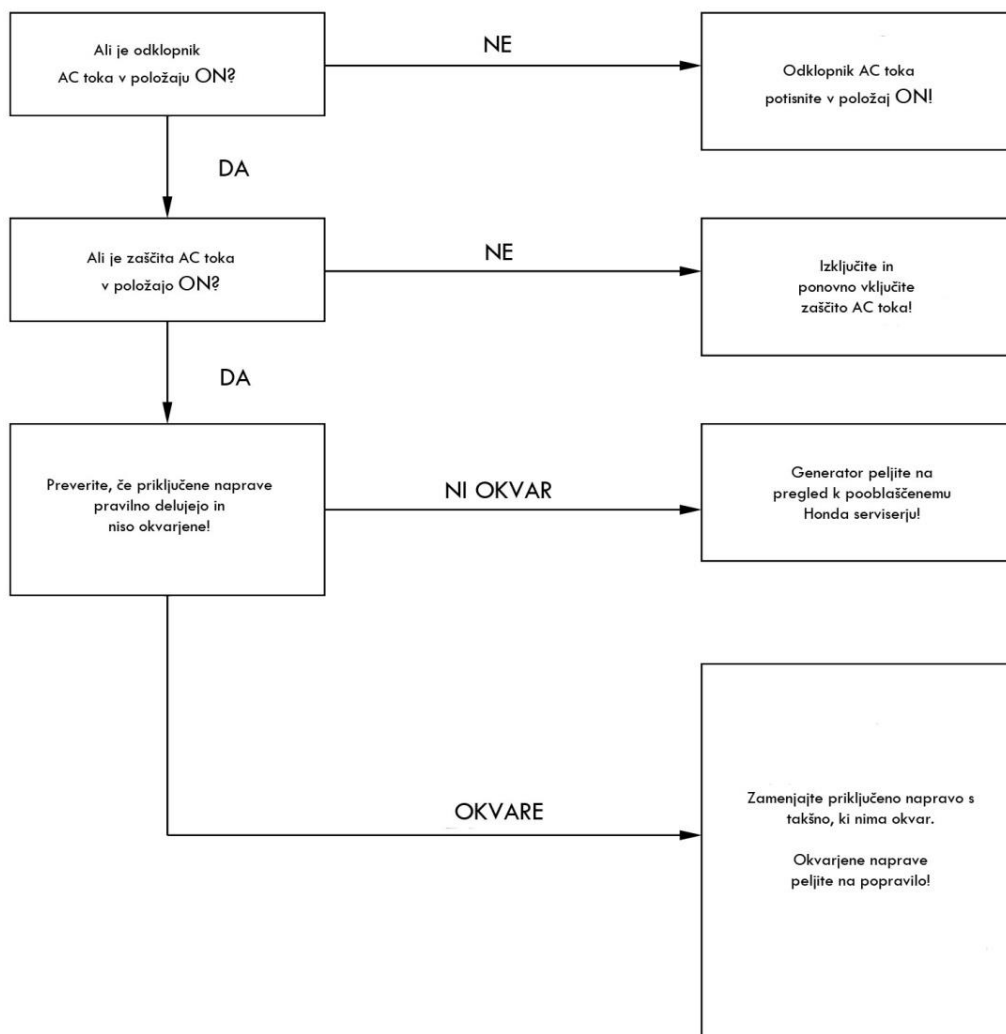 Ali je odklopnik
AC toka v položaju ON?
NE
Odklopnik AC toka
potisnite v položaj ON!
DA
Ali je zaščita AC toka
v položajo ON?
NE
Izključite in
ponovno vključite
zaščito AC toka!
DA
Preverite, če priključene naprave
pravilno delujejo in
niso okvarjene!
NI OKVAR
Generator peljite na
pregled k pooblaščenemu
Honda serviserju!
OKVARE
Zamenjajte priključeno napravo s
takšno, ki nima okvar.
Okvarjene naprave
peljite na popravilo!